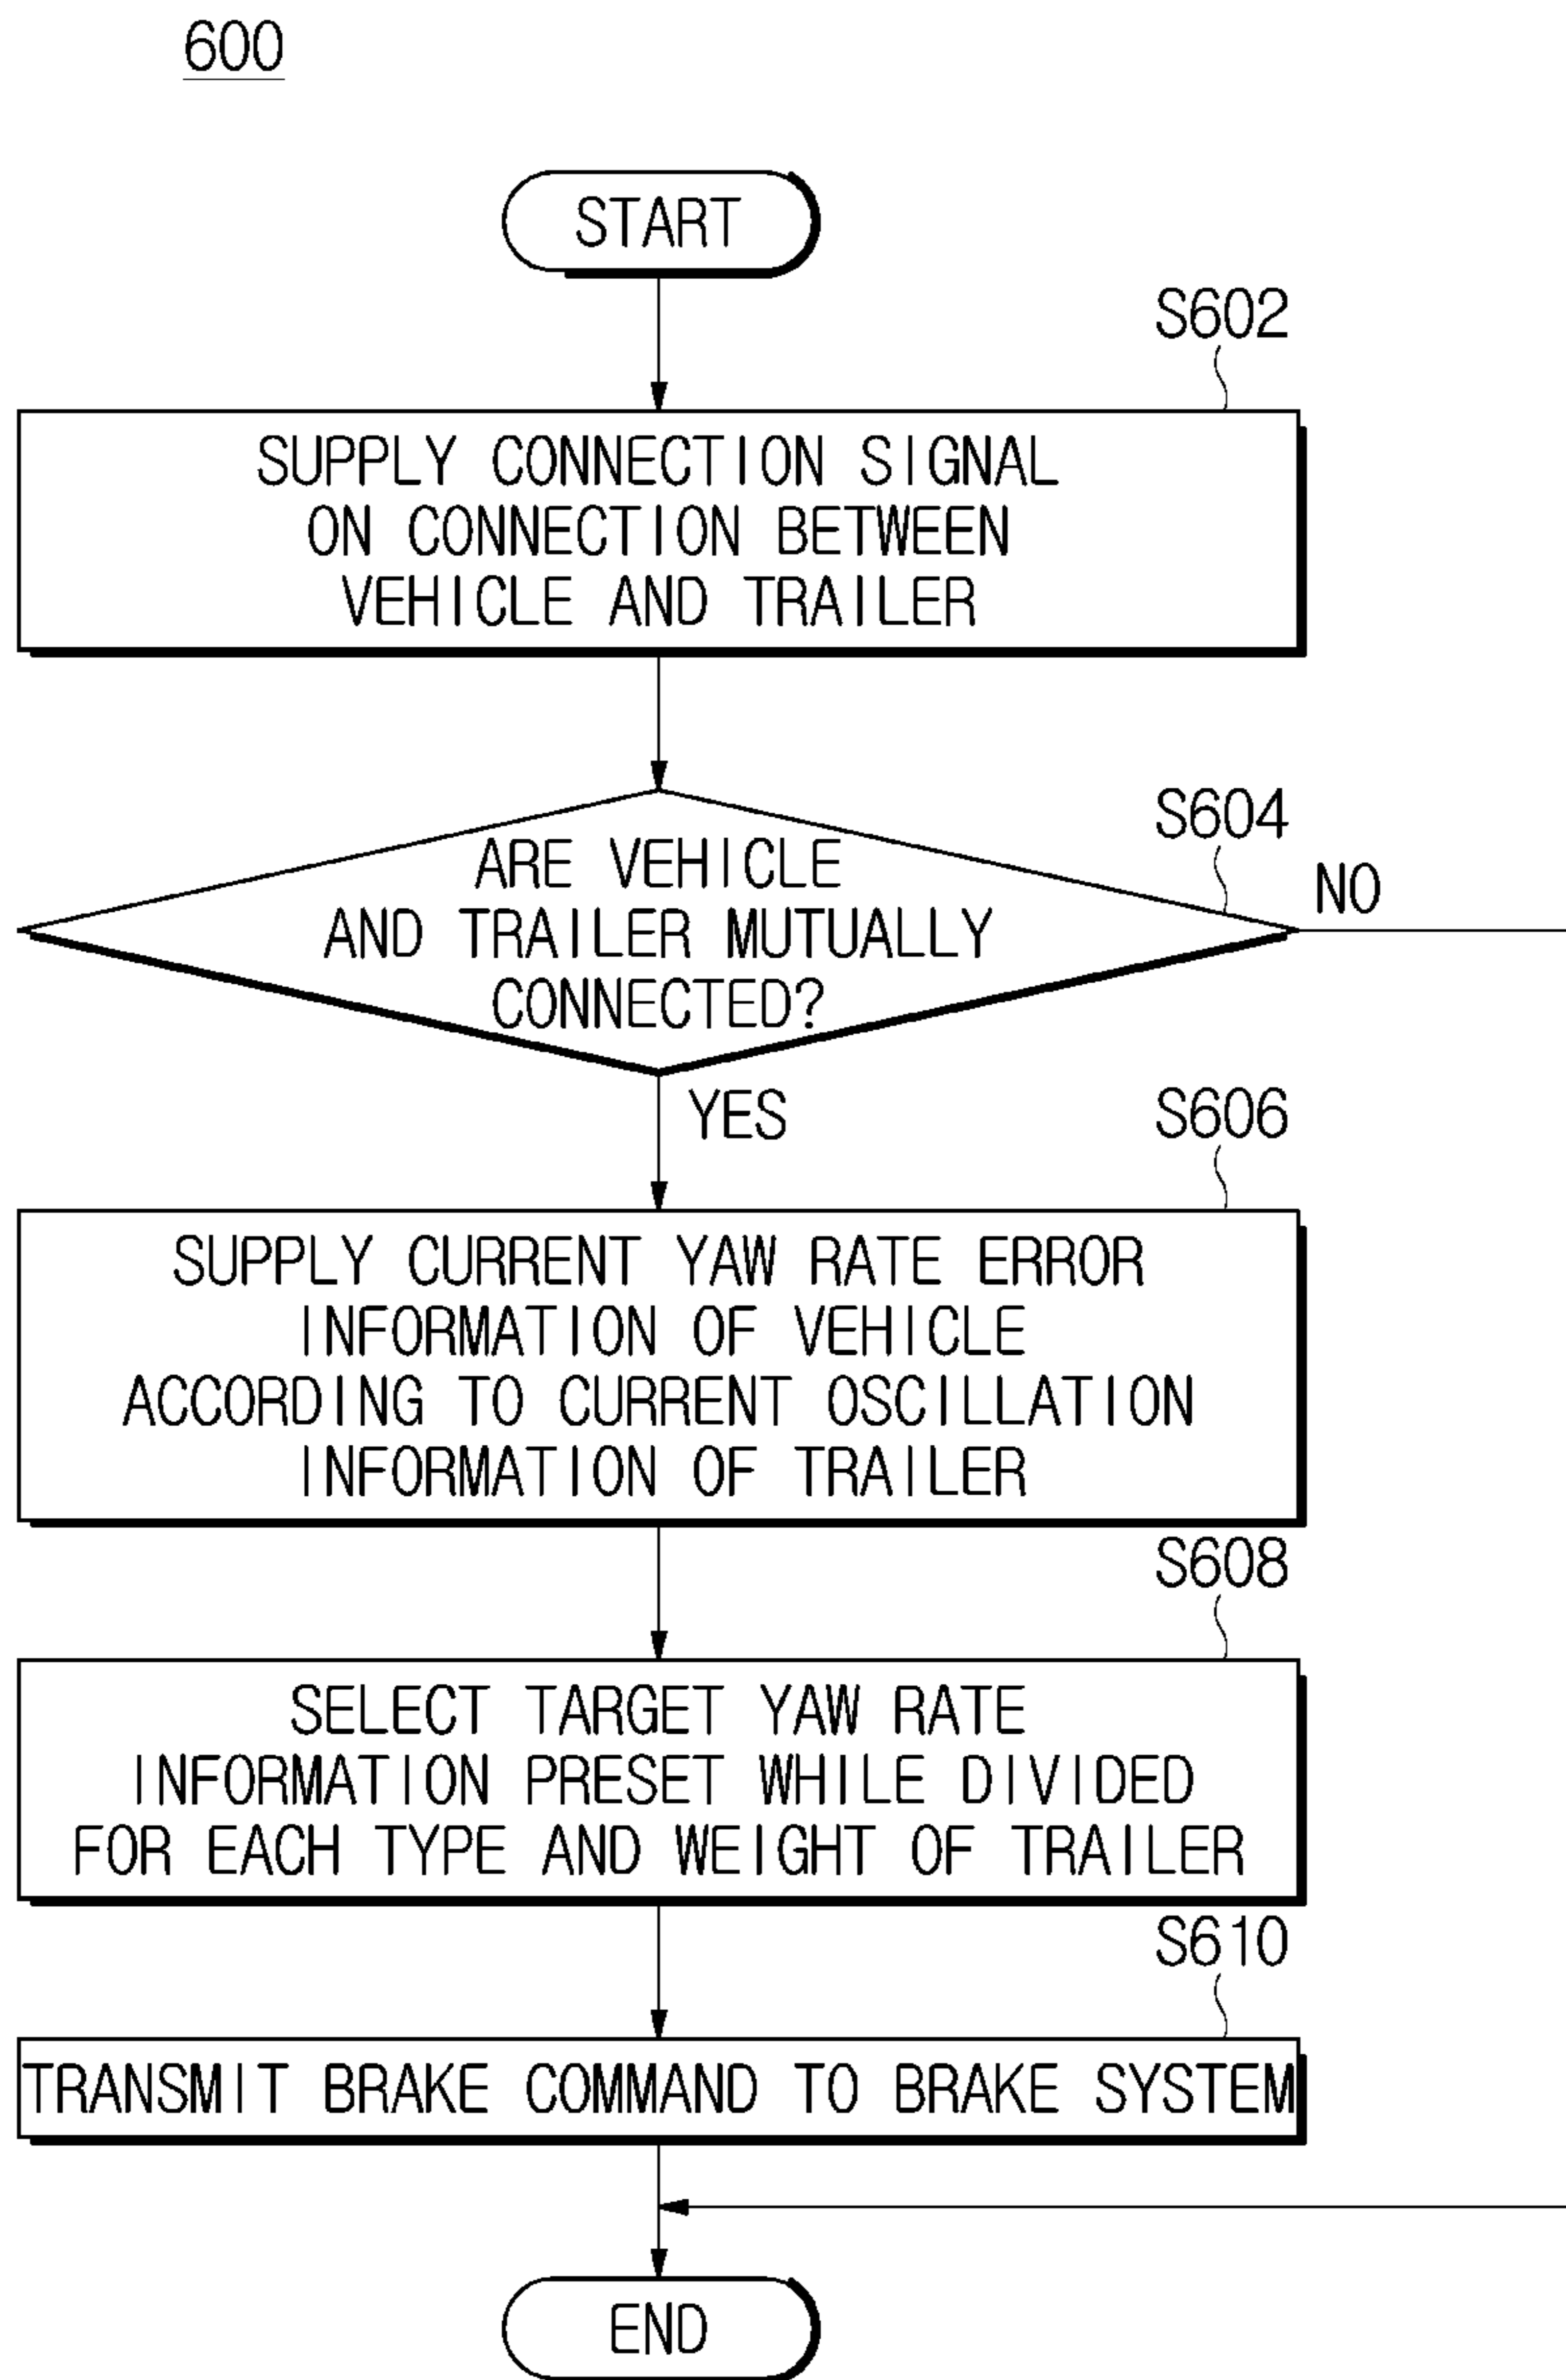 600
START
S602
SUPPLY CONNECTION SIGNAL
ON CONNECTION BETWEEN
VEHICLE AND TRAILER
S604
ARE VEHICLE
AND TRAILER MUTUALLY
CONNECTED?
NO
YES
S606
SUPPLY CURRENT YAW RATE ERROR
INFORMATION OF VEHICLE
ACCORDING TO CURRENT OSCILLATION
INFORMATION OF TRAILER
S608
SELECT TARGET YAW RATE
INFORMATION PRESET WHILE DIVIDED
FOR EACH TYPE AND WEIGHT OF TRAILER
S610
TRANSMIT BRAKE COMMAND TO BRAKE SYSTEM
END